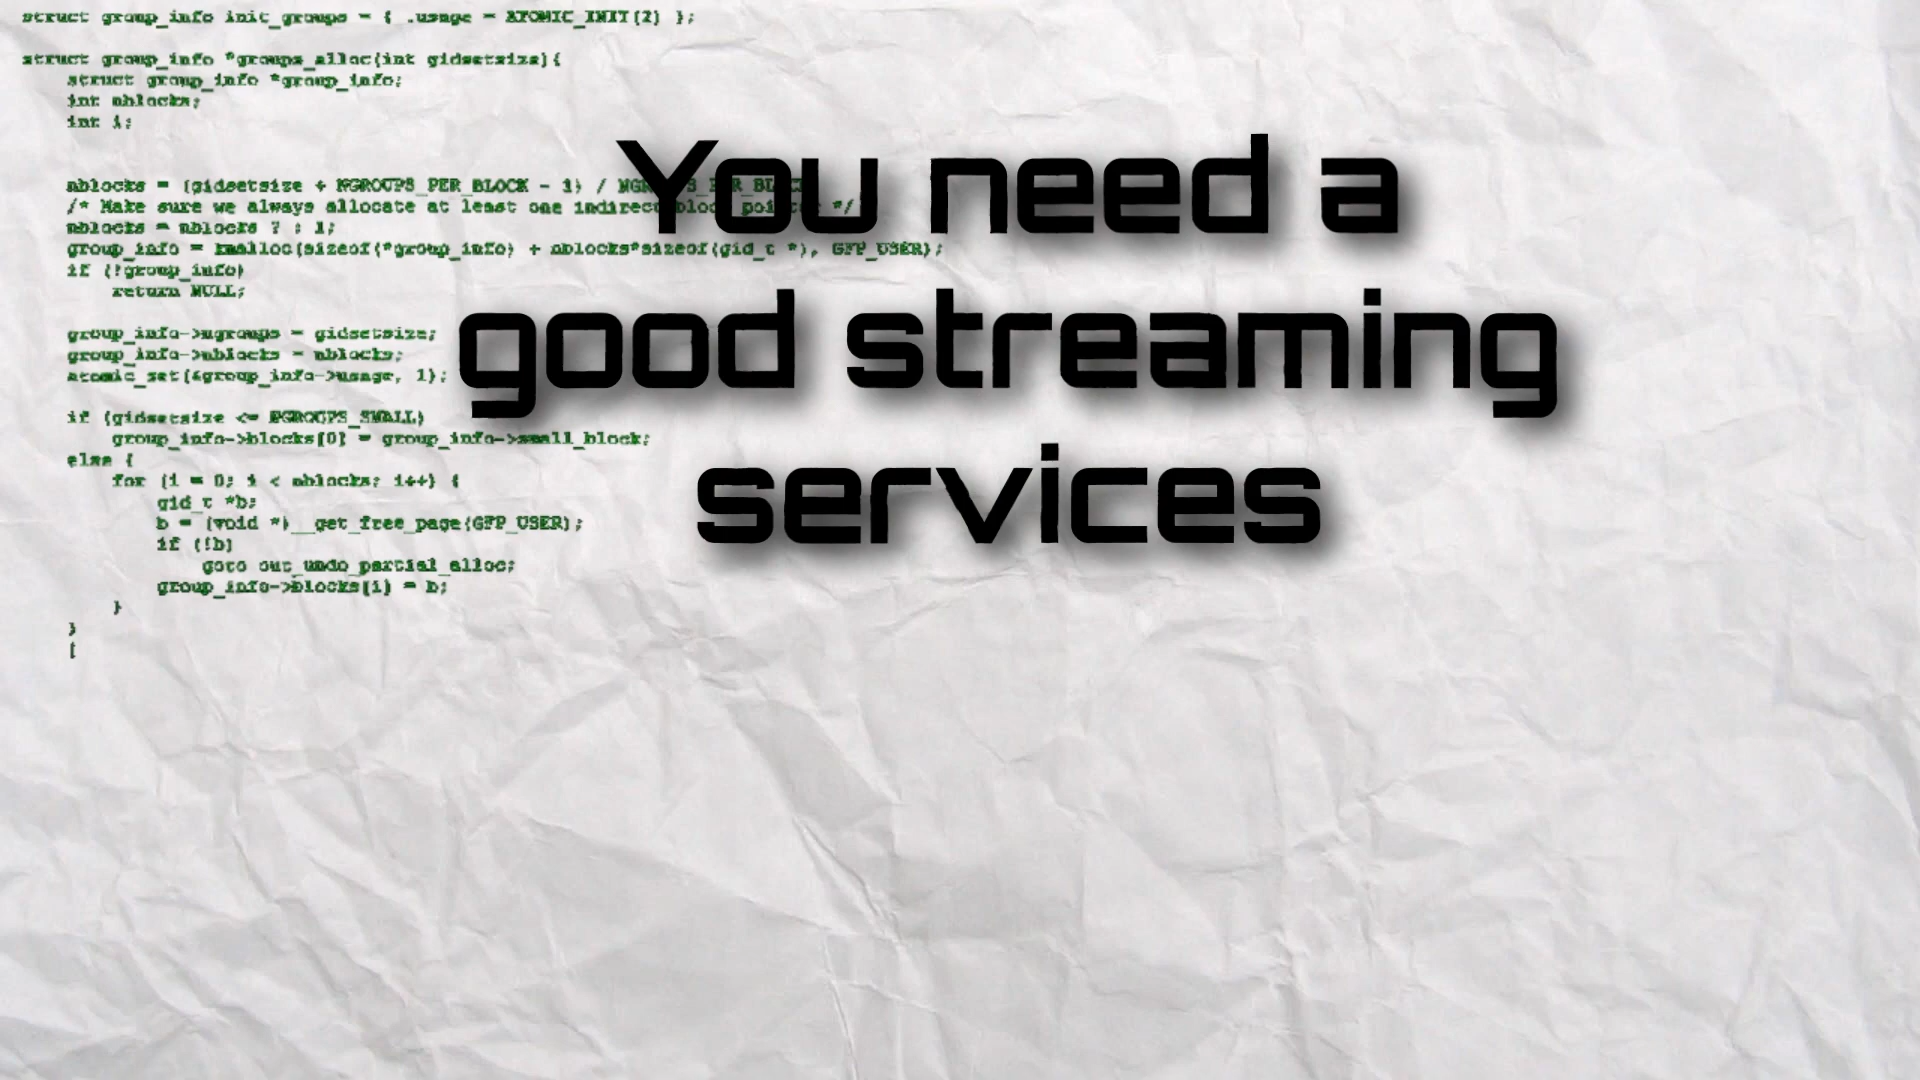 struct group_info init_groups = { .usage = ATOMIC_INIT(2) };
struct group_info *groups_alloc(int gidsetsize){
struct group_info *group_info;
int nblocks;
int i;
nblocks = (gidsetsize + NGROUPS_PER_BLOCK - 1) /
/* Make sure we always allocate at least one indirect block pointer */
nblocks = nblocks ? : 1;
group_info = kmalloc(sizeof(*group_info) + nblocks*sizeof(gid_t *), GFP_USER);
if (!group_info)
return NULL;
group_info->ngroups = gidsetsize;
group_info->nblocks = nblocks;
atomic_set(&group_info->usage, 1);
if (gidsetsize <= NGROUPS_SMALL)
group_info->blocks[0] = group_info->small_block;
else {
for (i = 0; i < nblocks; i++) {
gid_t *b;
b = (void *)__get_free_page(GFP_USER);
if (!b)
goto out_undo_partial_alloc;
group_info->blocks[i] = b;
}
}
[
You need a
good streaming
services